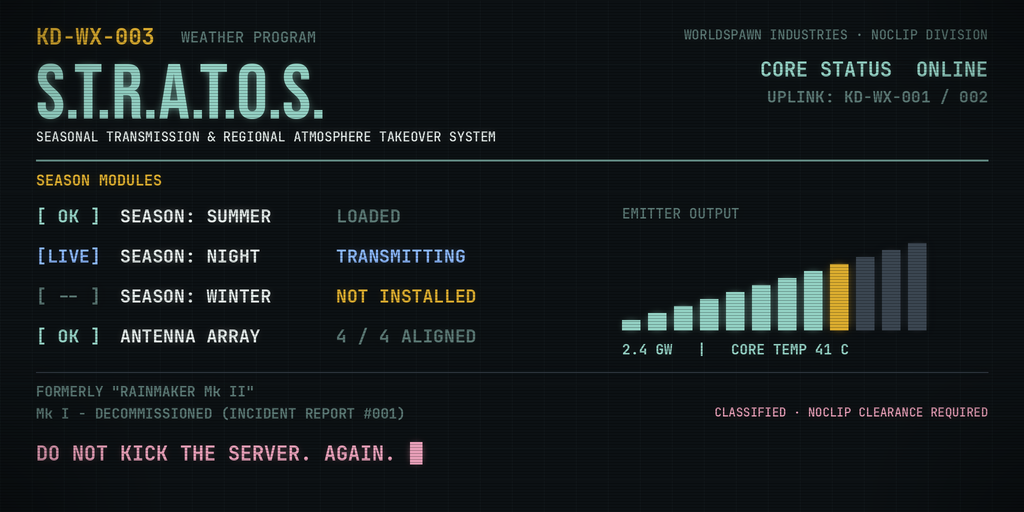 KD-WX-003 WEATHER PROGRAM
WORLDSPAWN INDUSTRIES · NOCLIP DIVISION
S.T.R.A.T.O.S.
CORE STATUS ONLINE
UPLINK: KD-WX-001 / 002
SEASONAL TRANSMISSION & REGIONAL ATMOSPHERE TAKEOVER SYSTEM
SEASON MODULES
[ OK ] SEASON: SUMMER LOADED
[LIVE] SEASON: NIGHT TRANSMITTING
[ -- ] SEASON: WINTER NOT INSTALLED
[ OK ] ANTENNA ARRAY 4 / 4 ALIGNED
EMITTER OUTPUT
2.4 GW | CORE TEMP 41 C
FORMERLY "RAINMAKER Mk II"
Mk I - DECOMMISSIONED (INCIDENT REPORT #001)
CLASSIFIED · NOCLIP CLEARANCE REQUIRED
DO NOT KICK THE SERVER. AGAIN.